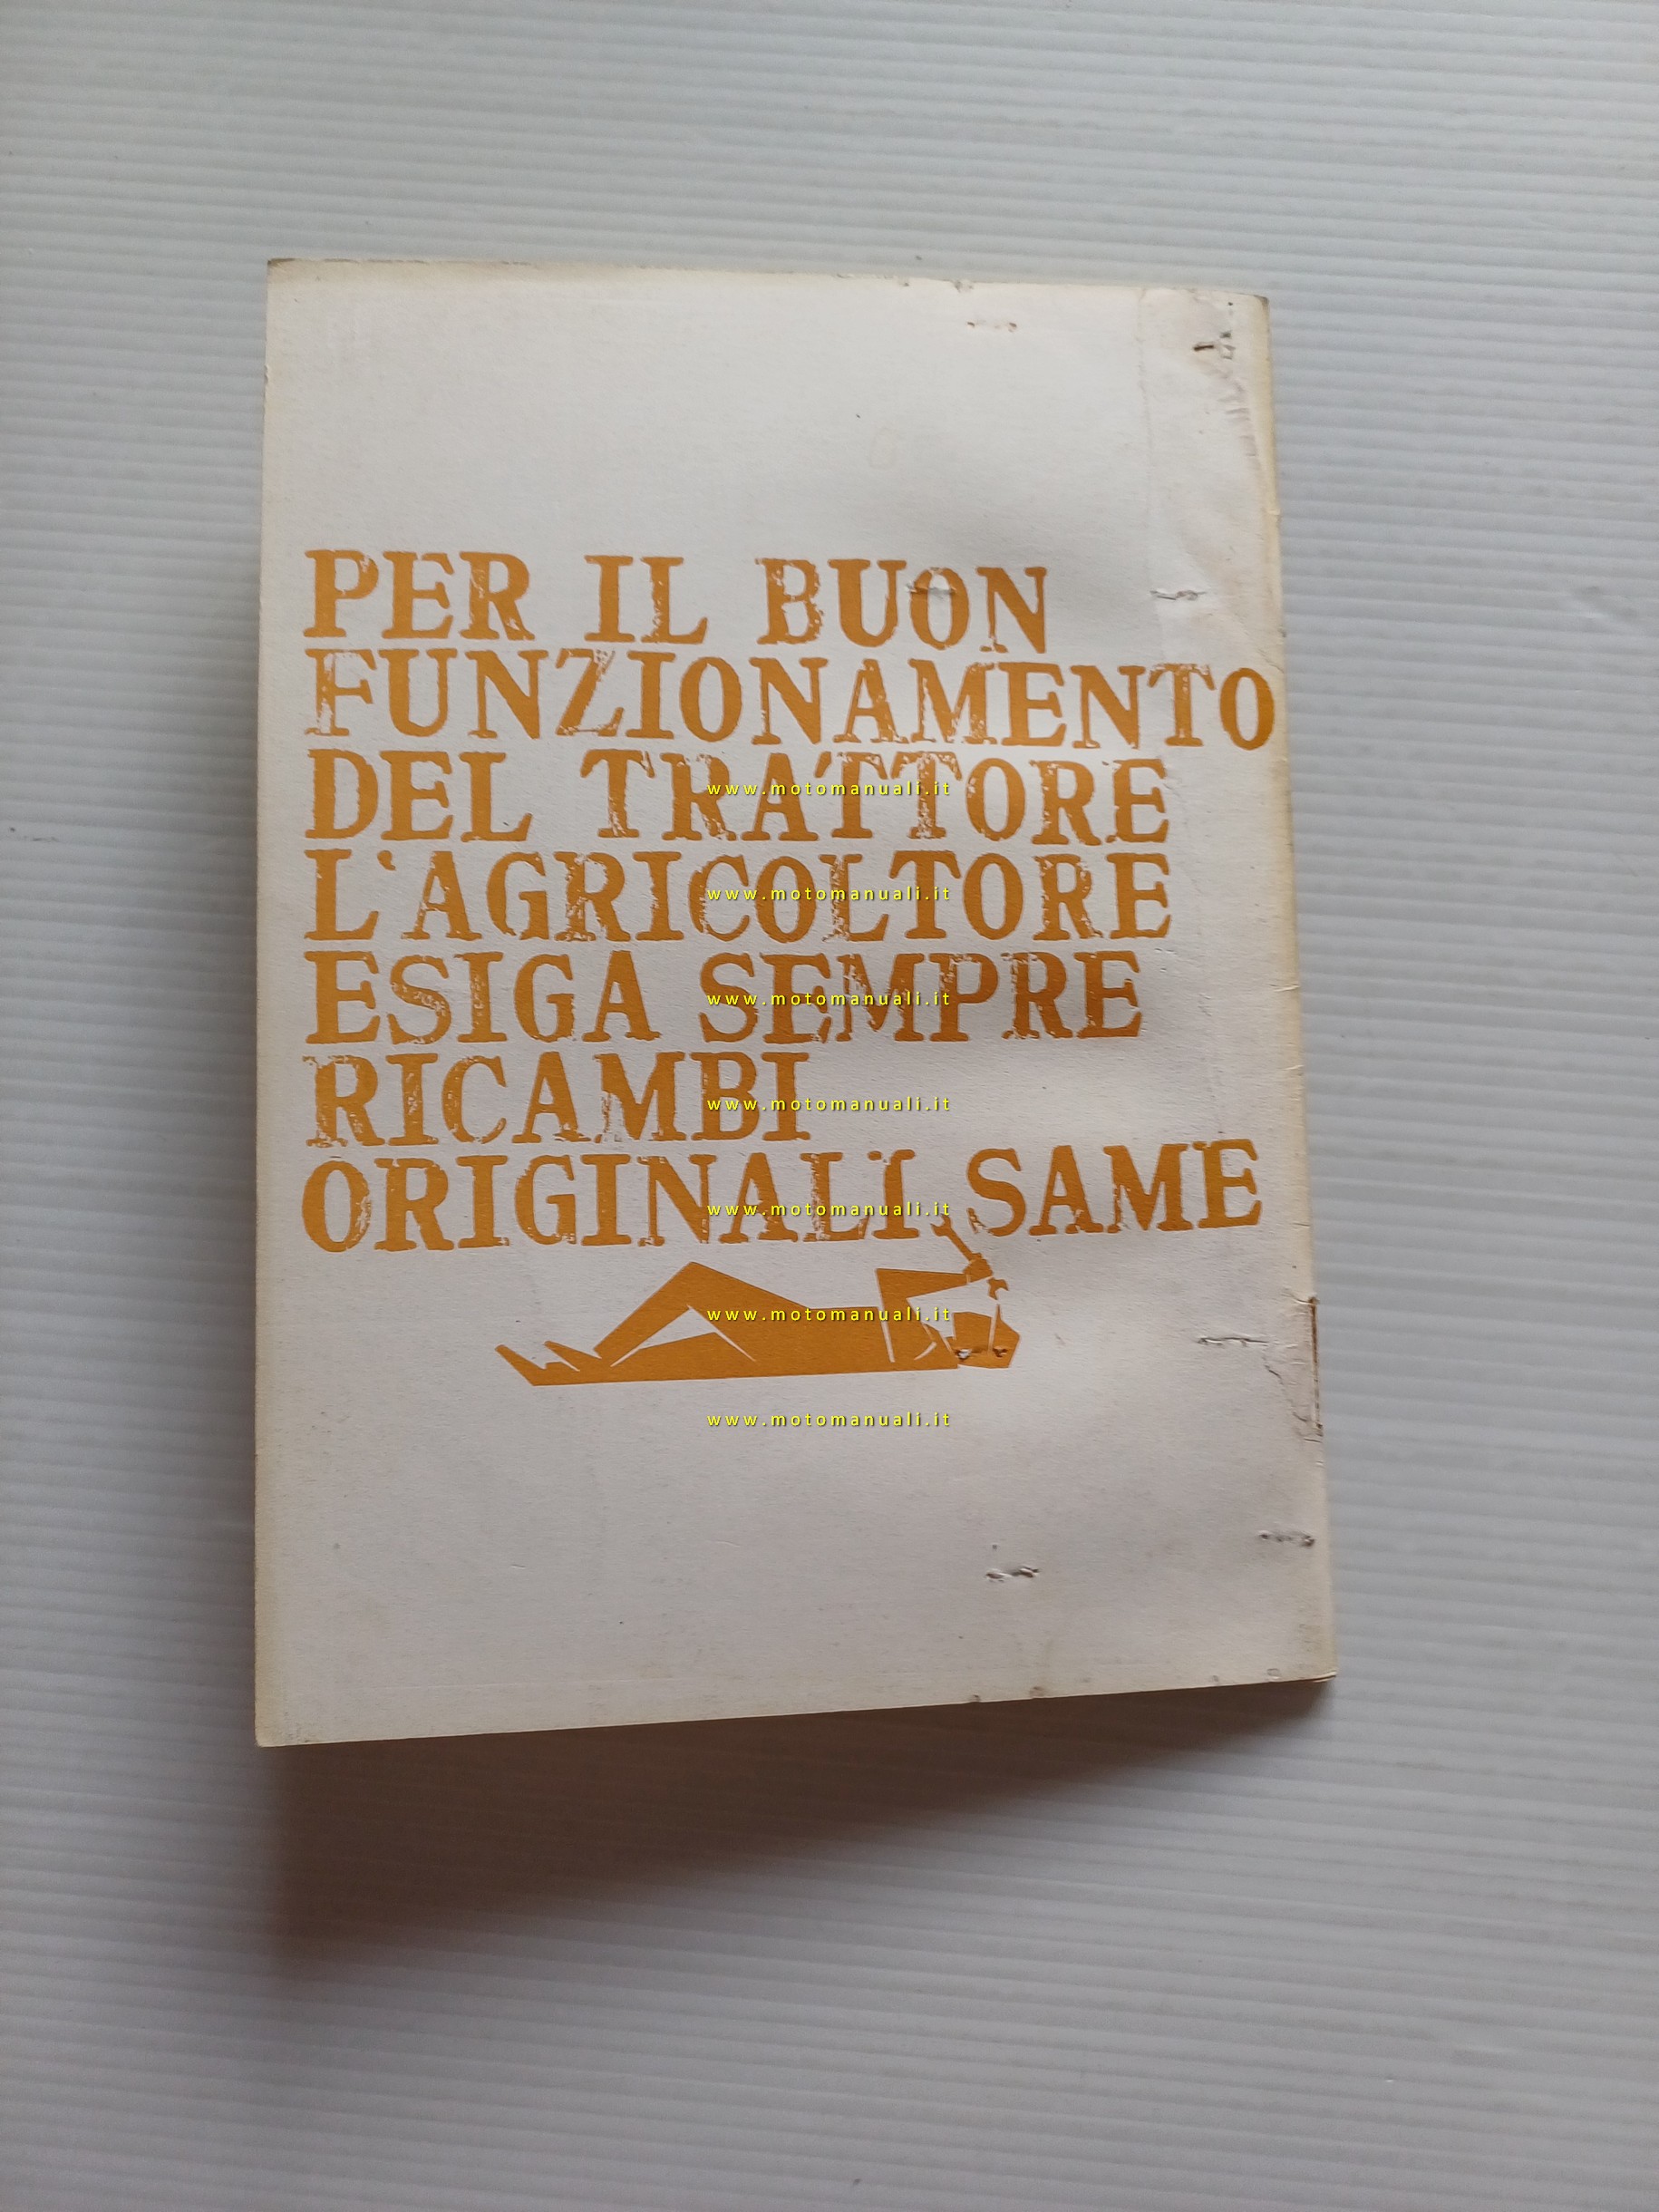 PER IL BUON
FUNZIONAMENTO
DEL TRATTORE
www.motomanuali.it
L'AGRICOLTORE
www.motomanuali.it
ESIGA SEMPRE
www.motomanuali.it
RICAMBI
www.motomanuali.it
ORIGINALI SAME
www.motomanuali.it
www.motomanuali.it
www.motomanuali.it